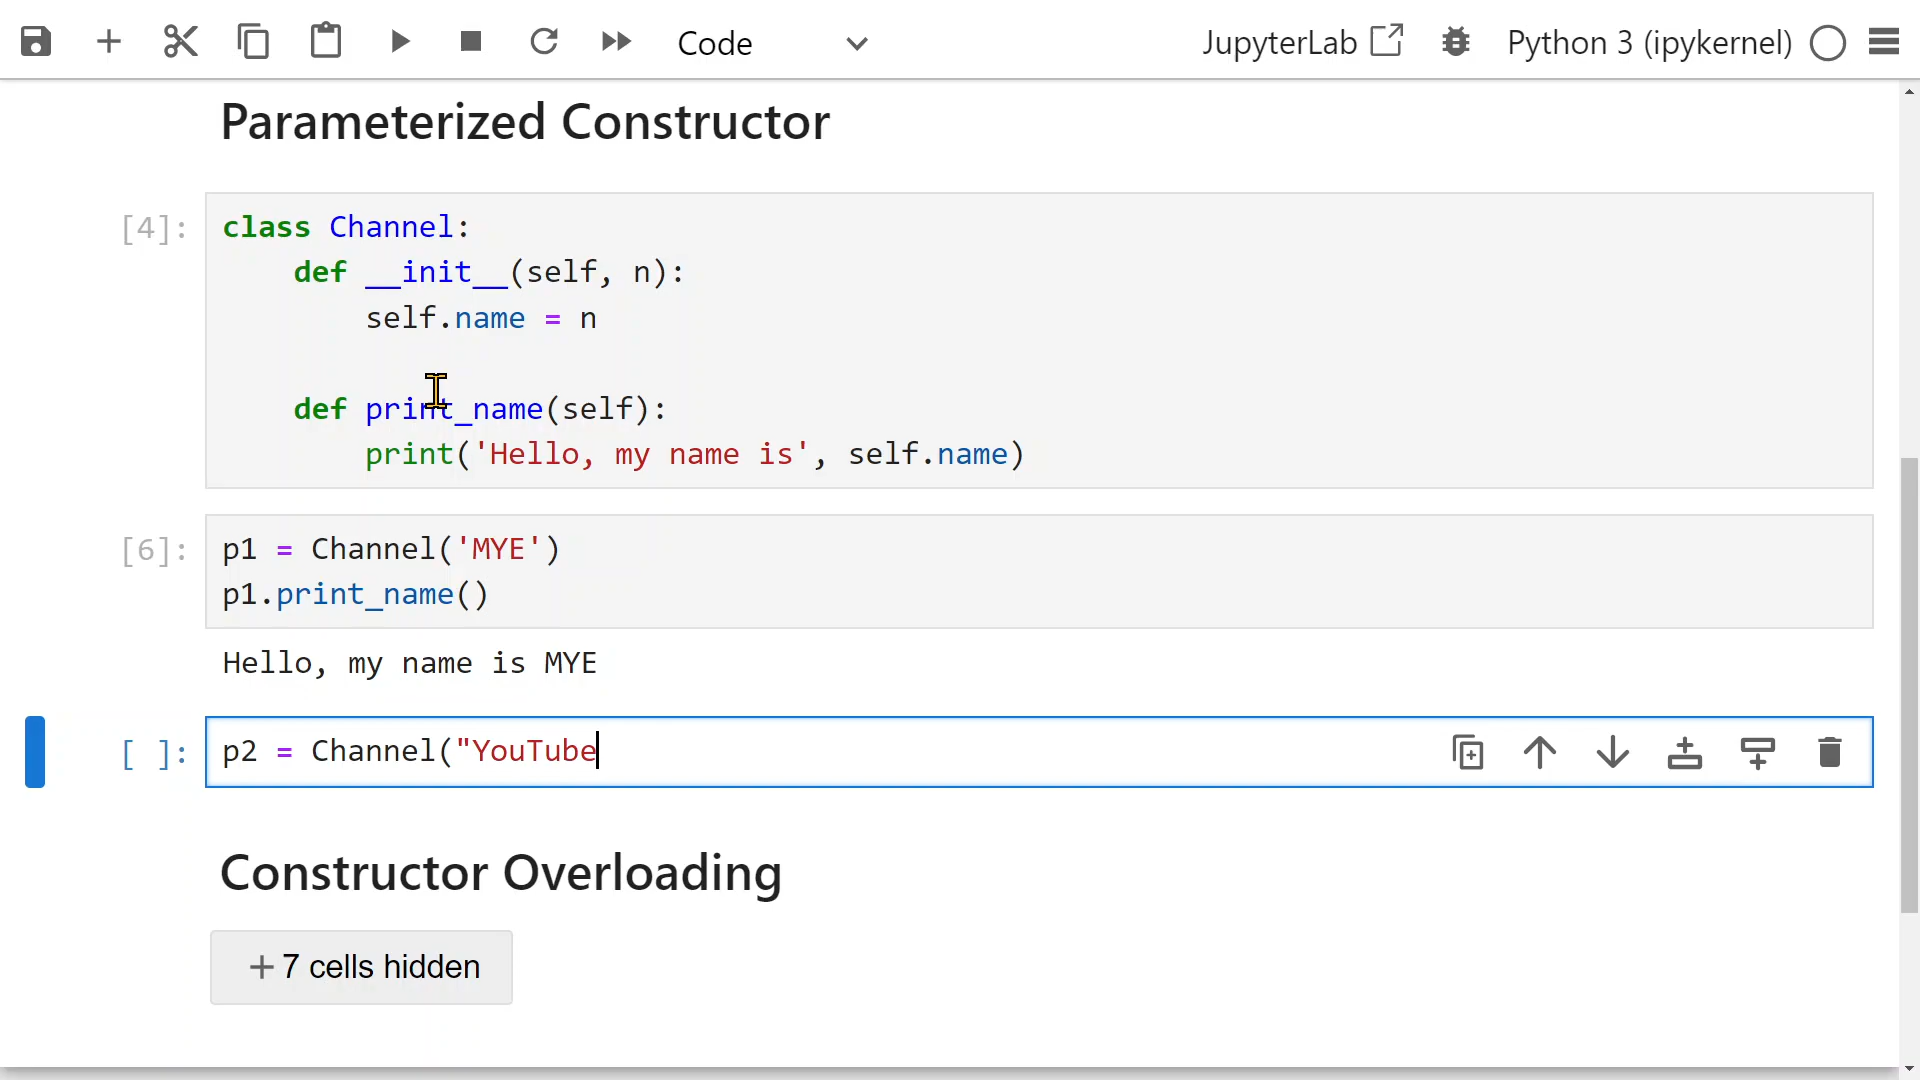 Code
JupyterLab
Python 3 (ipykernel)
Parameterized Constructor
[4]:
class Channel:
    def __init__(self, n):
        self.name = n
    def print_name(self):
        print('Hello, my name is', self.name)
[6]:
p1 = Channel('MYE')
p1.print_name()
Hello, my name is MYE
[ ]:
p2 = Channel("YouTube
Constructor Overloading
+ 7 cells hidden